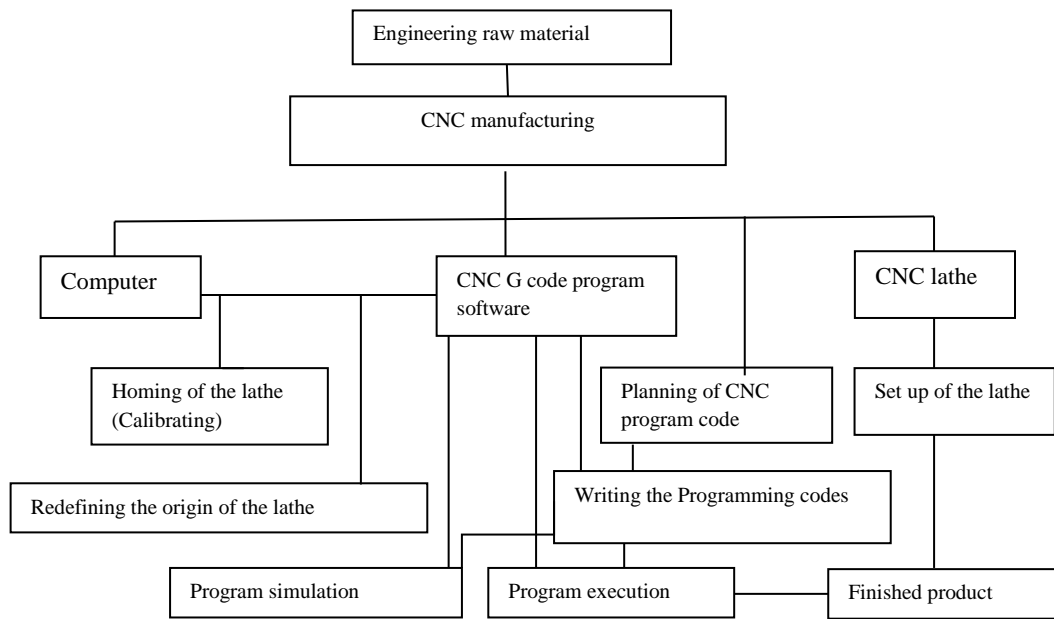 Engineering raw material
CNC manufacturing
Computer
CNC G code program
software
CNC lathe
Homing of the lathe
(Calibrating)
Planning of CNC
program code
Set up of the lathe
Redefining the origin of the lathe
Writing the Programming codes
Program simulation
Program execution
Finished product